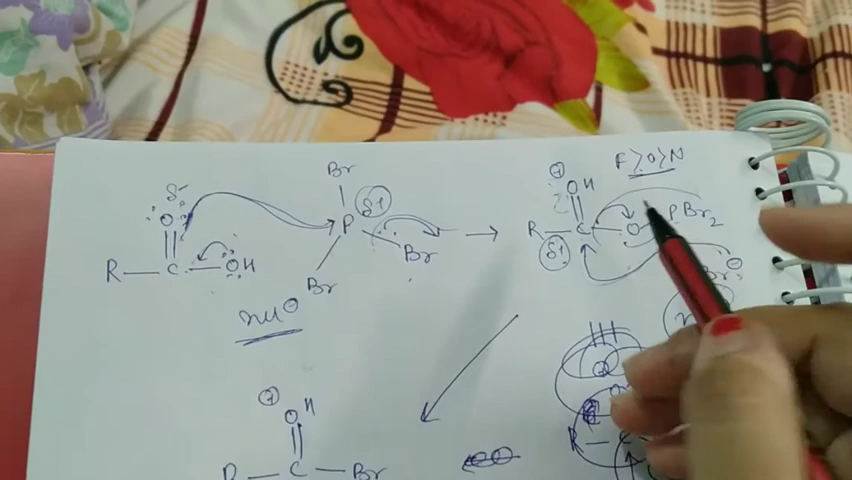 Br
δ-
O
P δ+
R—C—OH
Br
Br
nu⊖
⊕
OH
F>O>N
R—C—O—PBr2
δ+
Br⊖
⊕
OH
R—C—Br